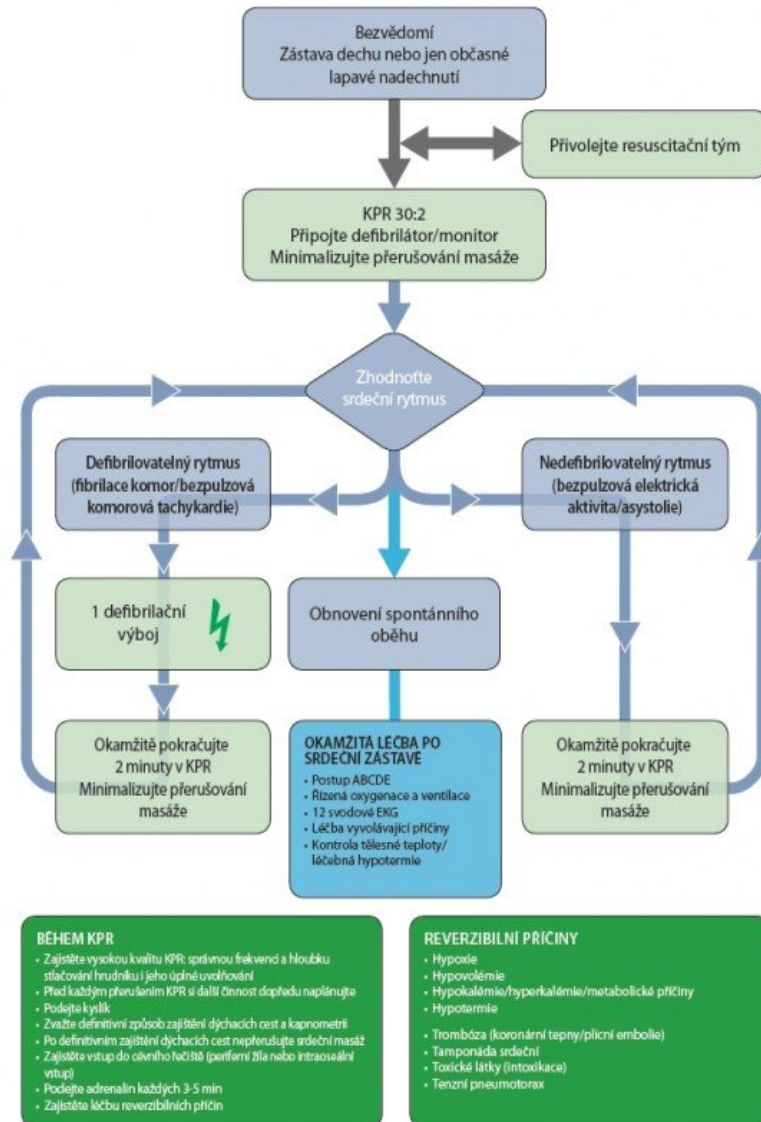 Bezvědomí
Zástava dechu nebo jen občasné
lapavé nadechnutí
Přivolejte resuscitační tým
KPR 30:2
Připojte defibrilátor/monitor
Minimalizujte přerušování masáže
Zhodnoťte
srdeční rytmus
Defibrilovatelný rytmus
(fibrilace komor/bezpulzová
komorová tachykardie)
Nedefibrilovatelný rytmus
(bezpulzová elektrická
aktivita/asystolie)
1 defibrilační
výboj
Obnovení spontánního
oběhu
Okamžitě pokračujte
2 minuty v KPR
Minimalizujte přerušování
masáže
OKAMŽITÁ LÉČBA PO
SRDEČNÍ ZÁSTAVĚ
• Postup ABCDE
• Řízená oxygenace a ventilace
• 12 svodové EKG
• Léčba vyvolávající příčiny
• Kontrola tělesné teploty/
léčebná hypotermie
Okamžitě pokračujte
2 minuty v KPR
Minimalizujte přerušování
masáže
BĚHEM KPR
• Zajistěte vysokou kvalitu KPR: správnou frekvenci a hloubku
stlačování hrudníku i jeho úplné uvolňování
• Před každým přerušením KPR si další činnost dopředu naplánujte
• Podejte kyslík
• Zvažte definitivní způsob zajištění dýchacích cest a kapnometrii
• Po definitivním zajištění dýchacích cest nepřerušujte srdeční masáž
• Zajistěte vstup do cévního řečiště (periferní žíla nebo intraoseální
vstup)
• Podejte adrenalin každých 3-5 min
• Zajistěte léčbu reverzibilních příčin
REVERZIBILNÍ PŘÍČINY
• Hypoxie
• Hypovolémie
• Hypokalémie/hyperkalémie/metabolické příčiny
• Hypotermie
• Trombóza (koronární tepny/plicní embolie)
• Tamponáda srdeční
• Toxické látky (intoxikace)
• Tenzní pneumotorax